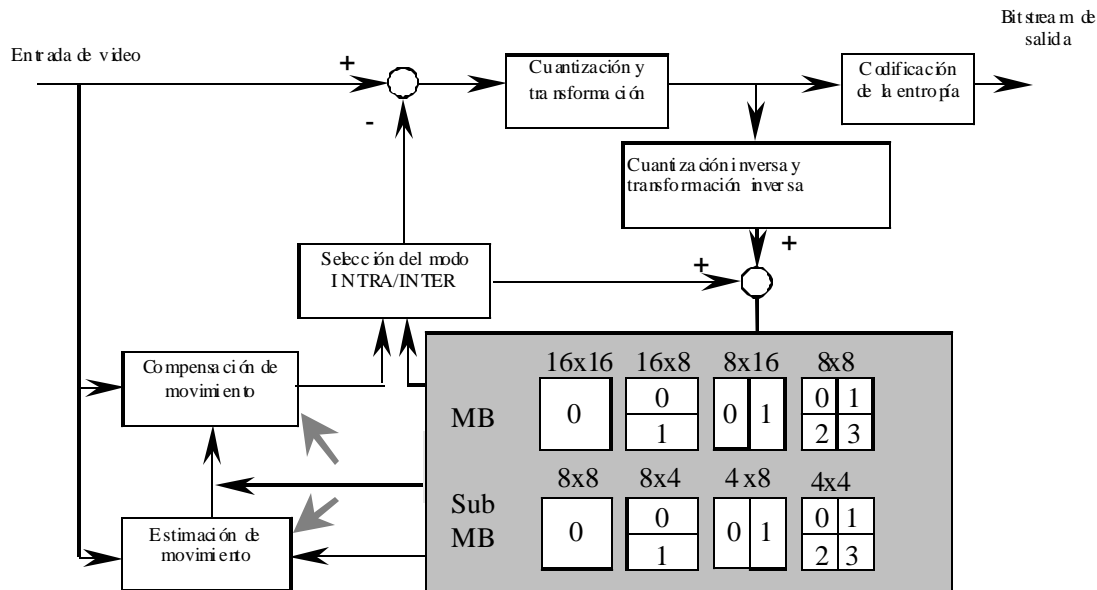 Bitstream de
salida
Entrada de video
+
Cuantización y
transformación
Codificación
de la entropía
-
Cuantización inversa y
transformación inversa
+
Selección del modo
INTRA/INTER
+
Compensación de
movimiento
Estimación de
movimiento
16x16 16x8 8x16 8x8
MB
0
0
1
0 1
0 1
2 3
8x8 8x4 4x8 4x4
Sub
MB
0
0
1
0 1
0 1
2 3